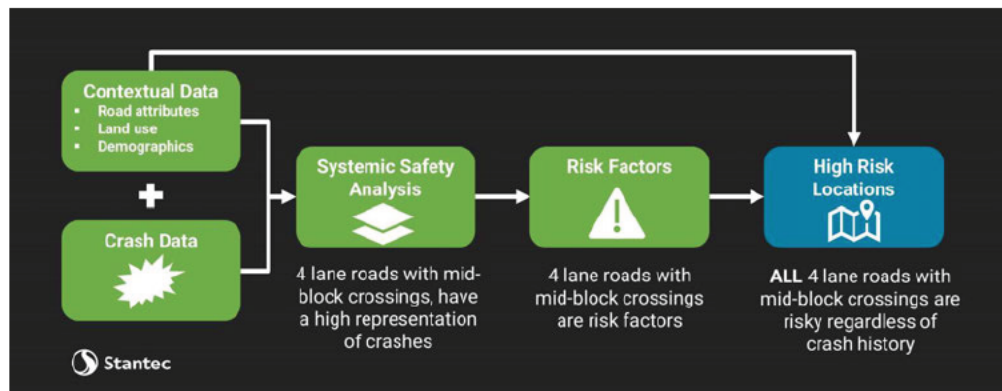 Contextual Data
▪ Road attributes
▪ Land use
▪ Demographics
Crash Data
Systemic Safety
Analysis
4 lane roads with mid-
block crossings, have
a high representation
of crashes
Risk Factors
4 lane roads with
mid-block crossings
are risk factors
High Risk
Locations
ALL 4 lane roads with
mid-block crossings are
risky regardless of
crash history
Stantec